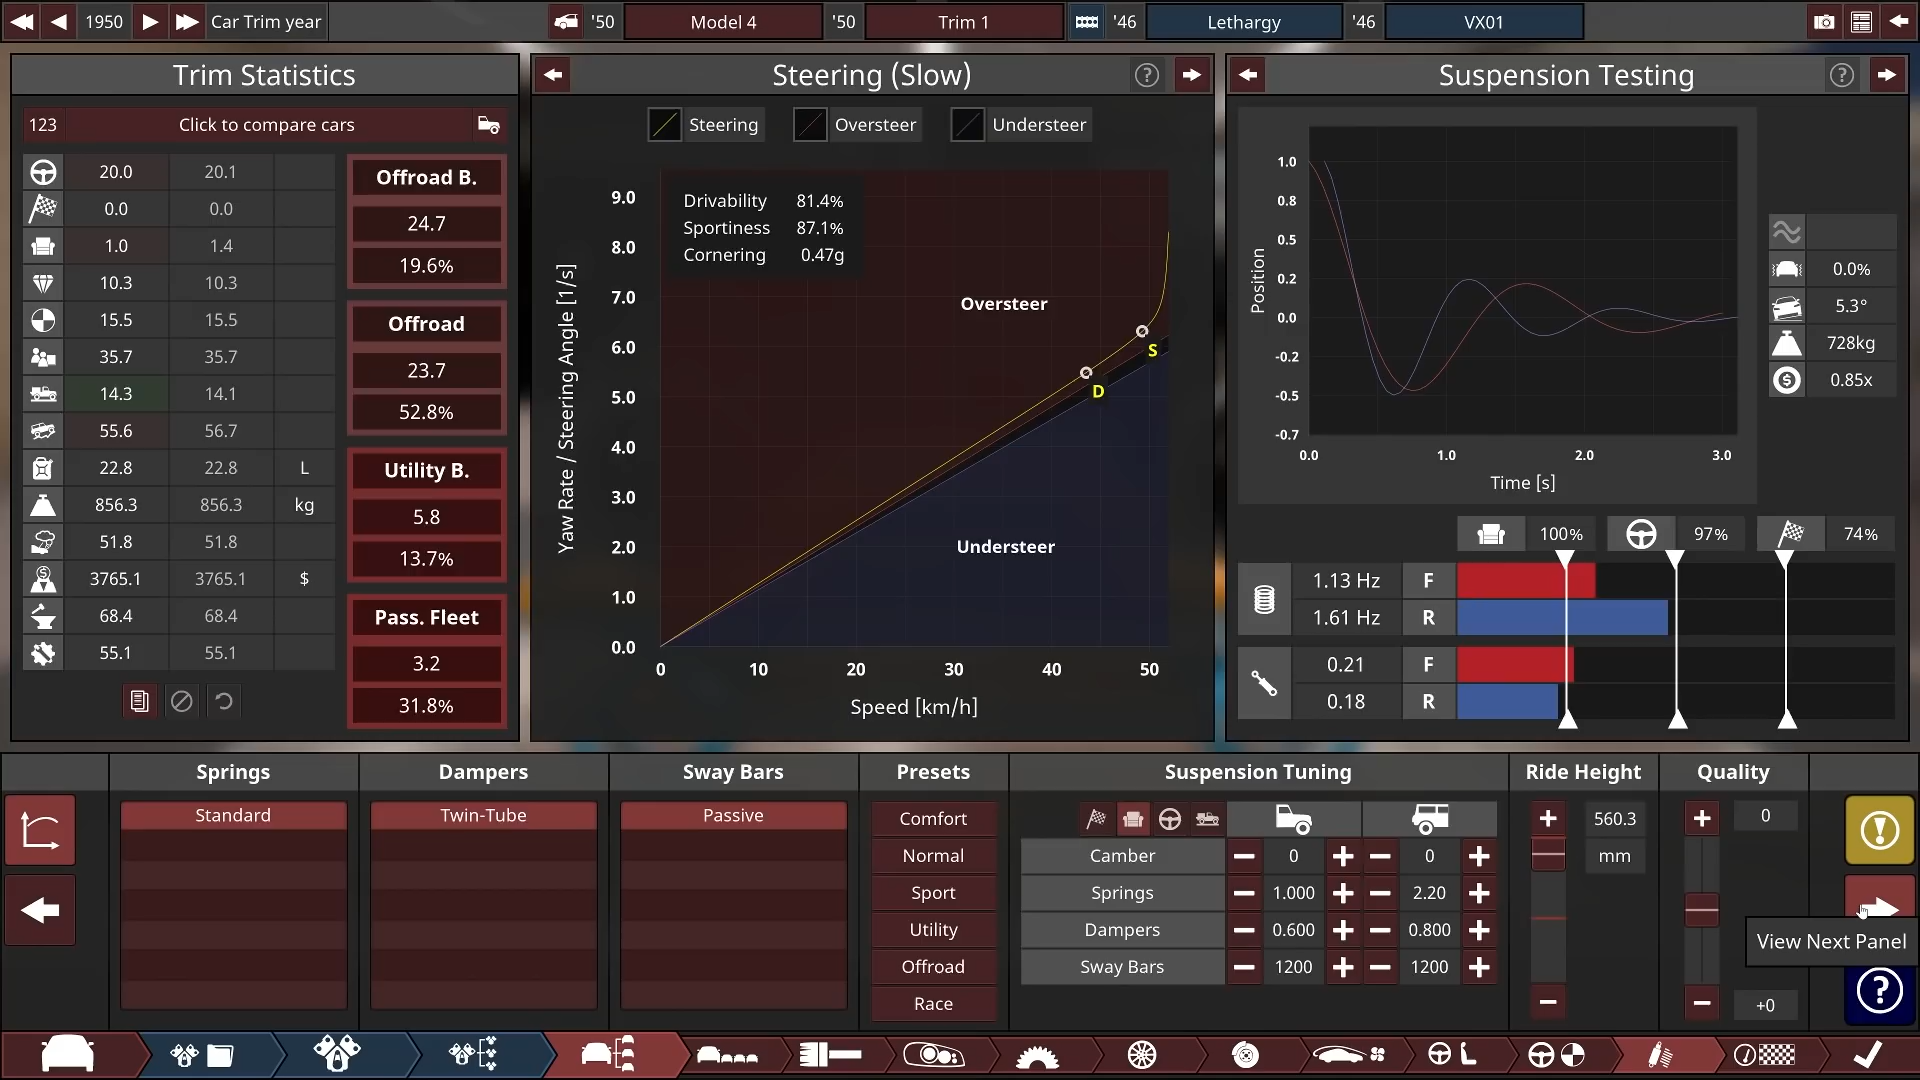 1950 Car Trim year '50 Model 4 '50 Trim 1 '46 Lethargy '46 VX01
Trim Statistics
123 Click to compare cars
20.0 20.1
0.0 0.0
1.0 1.4
10.3 10.3
15.5 15.5
35.7 35.7
14.3 14.1
55.6 56.7
22.8 22.8 L
856.3 856.3 kg
51.8 51.8
3765.1 3765.1 $
68.4 68.4
55.1 55.1
Offroad B.
24.7
19.6%
Offroad
23.7
52.8%
Utility B.
5.8
13.7%
Pass. Fleet
3.2
31.8%
Steering (Slow)
Steering Oversteer Understeer
Drivability 81.4%
Sportiness 87.1%
Cornering 0.47g
Yaw Rate / Steering Angle [1/s]
9.0
8.0
7.0
6.0
5.0
4.0
3.0
2.0
1.0
0.0
Oversteer
S
D
Understeer
0 10 20 30 40 50
Speed [km/h]
Suspension Testing
Position
1.0
0.8
0.5
0.2
0.0
-0.2
-0.5
-0.7
0.0 1.0 2.0 3.0
Time [s]
0.0%
5.3°
728kg
0.85x
100% 97% 74%
1.13 Hz F
1.61 Hz R
0.21 F
0.18 R
Springs
Standard
Dampers
Twin-Tube
Sway Bars
Passive
Presets
Comfort
Normal
Sport
Utility
Offroad
Race
Suspension Tuning
Camber 0 0
Springs 1.000 2.20
Dampers 0.600 0.800
Sway Bars 1200 1200
Ride Height
560.3
mm
Quality
0
+0
View Next Panel